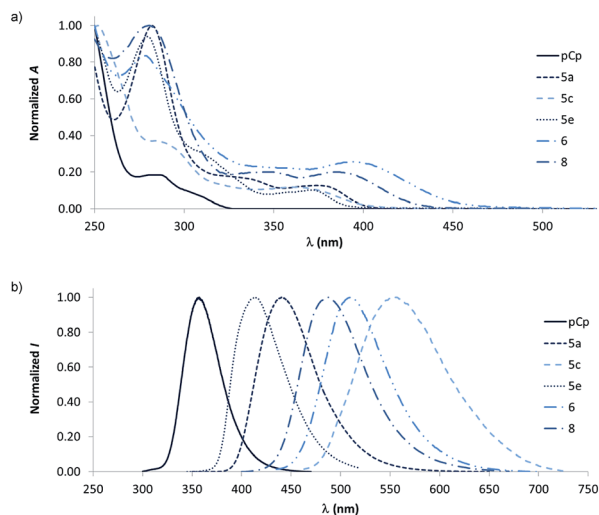 a)
Normalized A
1.00
0.80
0.60
0.40
0.20
0.00
250 300 350 400 450 500
λ (nm)
pCp
5a
5c
5e
6
8
b)
Normalized I
1.00
0.80
0.60
0.40
0.20
0.00
250 300 350 400 450 500 550 600 650 700 750
λ (nm)
pCp
5a
5c
5e
6
8